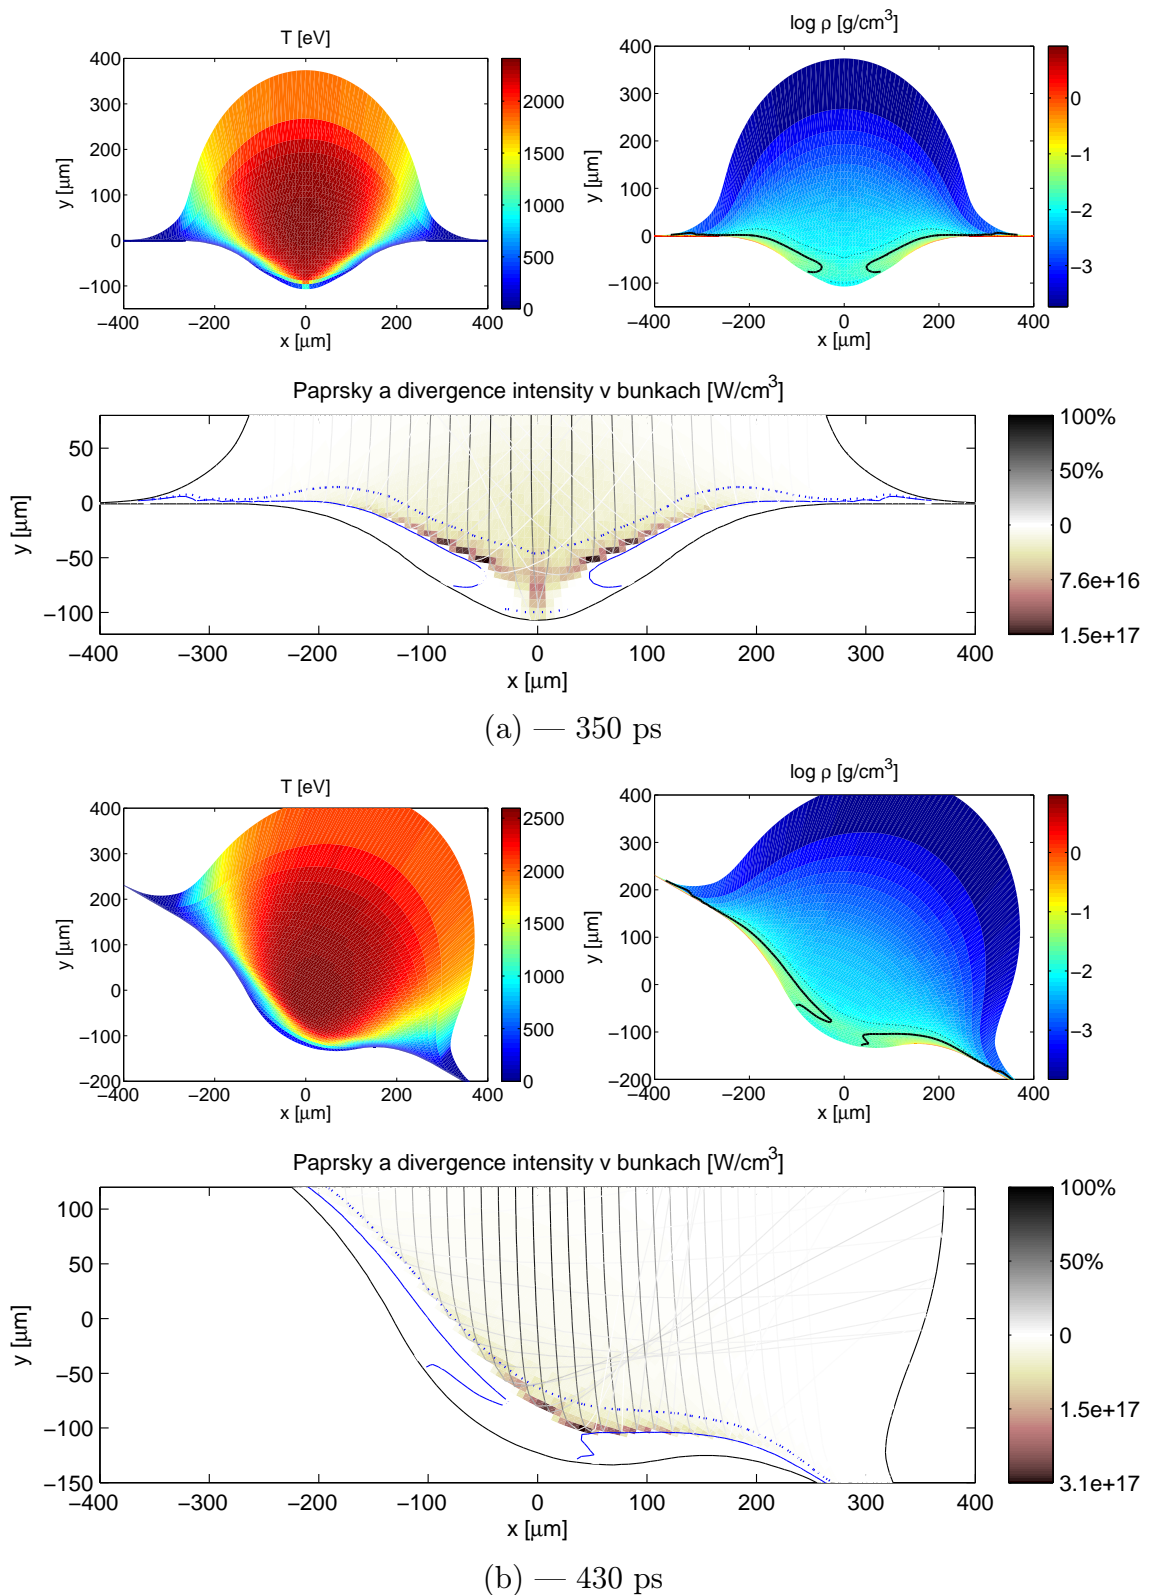 T [eV]
400
300
200
100
0
−100
−400 −200 0 200 400
x [μm]
y [μm]
2000
1500
1000
500
0
log ρ [g/cm3]
400
300
200
100
0
−100
−400 −200 0 200 400
x [μm]
y [μm]
0
−1
−2
−3
Paprsky a divergence intensity v bunkach [W/cm3]
50
0
−50
−100
−400 −300 −200 −100 0 100 200 300 400
x [μm]
y [μm]
100%
50%
0
7.6e+16
1.5e+17
(a) — 350 ps
T [eV]
400
300
200
100
0
−100
−200
−400 −200 0 200 400
x [μm]
y [μm]
2500
2000
1500
1000
500
0
log ρ [g/cm3]
400
300
200
100
0
−100
−200
−400 −200 0 200 400
x [μm]
y [μm]
0
−1
−2
−3
Paprsky a divergence intensity v bunkach [W/cm3]
100
50
0
−50
−100
−150
−400 −300 −200 −100 0 100 200 300 400
x [μm]
y [μm]
100%
50%
0
1.5e+17
3.1e+17
(b) — 430 ps